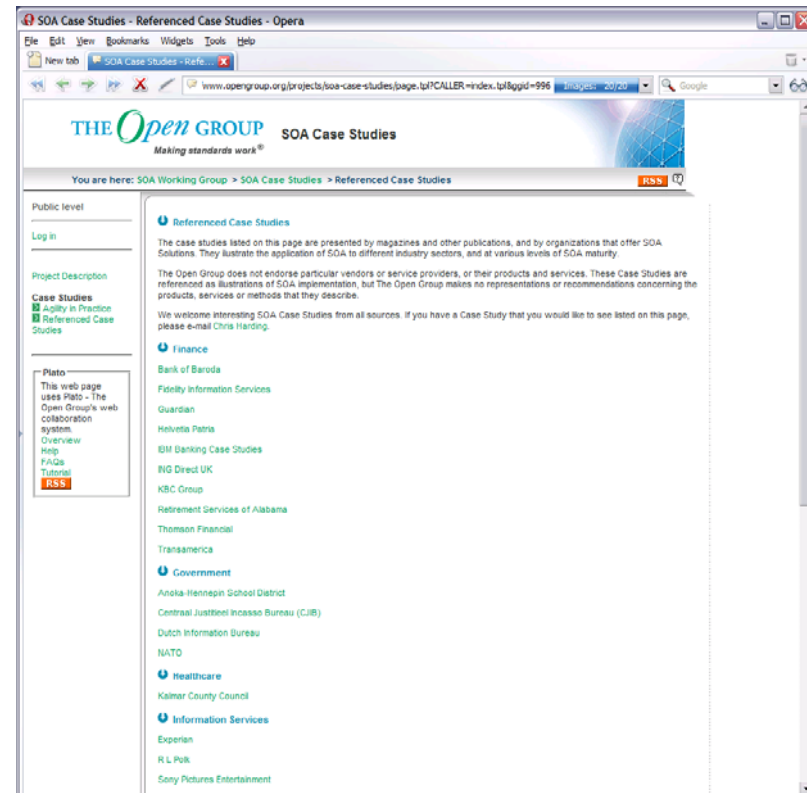 SOA Case Studies - Referenced Case Studies - Opera
File Edit View Bookmarks Widgets Tools Help
New tab SOA Case Studies - Refe...
www.opengroup.org/projects/soa-case-studies/page.tpl?CALLER=index.tpl&ggid=996 Images: 20/20 Google
THE Open GROUP SOA Case Studies
Making standards work®
You are here: SOA Working Group > SOA Case Studies > Referenced Case Studies RSS
Public level
Log in
Project Description
Case Studies
Agility in Practice
Referenced Case
Studies
Plato
This web page
uses Plato - The
Open Group's web
collaboration
system.
Overview
Help
FAQs
Tutorial
RSS
Referenced Case Studies
The case studies listed on this page are presented by magazines and other publications, and by organizations that offer SOA
Solutions. They illustrate the application of SOA to different industry sectors, and at various levels of SOA maturity.
The Open Group does not endorse particular vendors or service providers, or their products and services. These Case Studies are
referenced as illustrations of SOA implementation, but The Open Group makes no representations or recommendations concerning the
products, services or methods that they describe.
We welcome interesting SOA Case Studies from all sources. If you have a Case Study that you would like to see listed on this page,
please e-mail Chris Harding.
Finance
Bank of Baroda
Fidelity Information Services
Guardian
Helvetia Patria
IBM Banking Case Studies
ING Direct UK
KBC Group
Retirement Services of Alabama
Thomson Financial
Transamerica
Government
Anoka-Hennepin School District
Centraal Justitieel Incasso Bureau (CJIB)
Dutch Information Bureau
NATO
Healthcare
Kalmar County Council
Information Services
Experian
R L Polk
Sony Pictures Entertainment